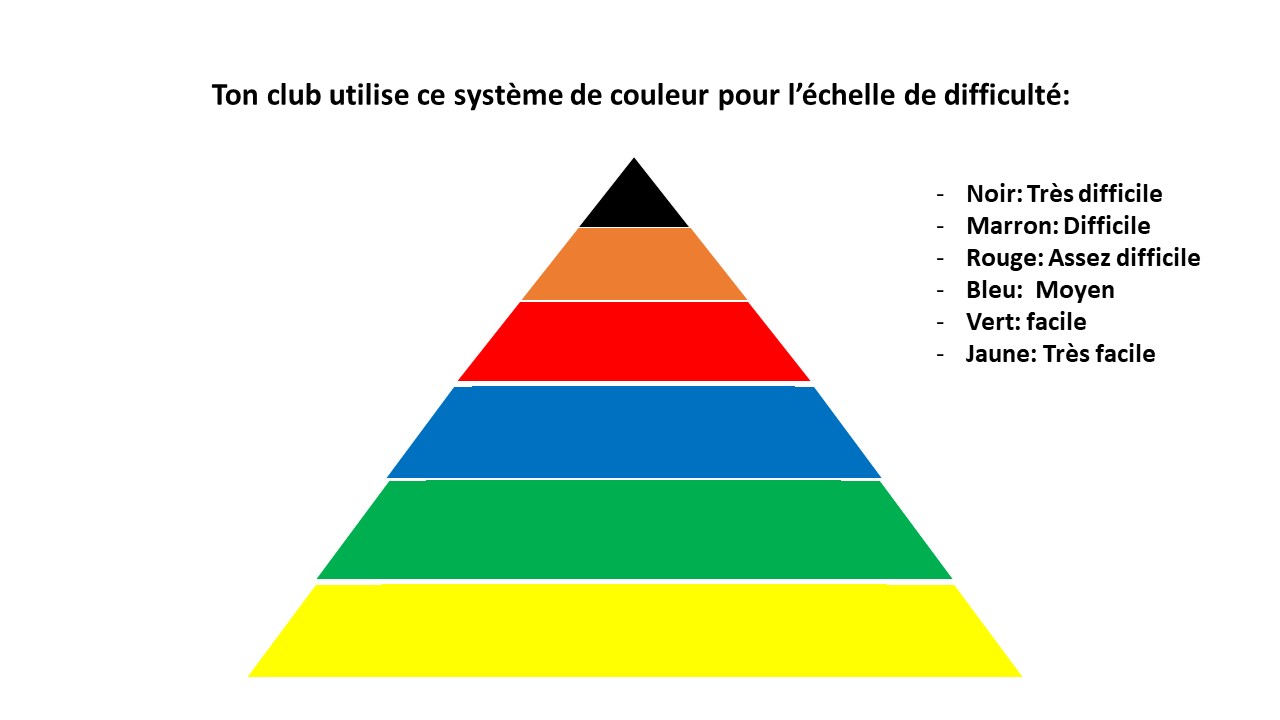 Ton club utilise ce système de couleur pour l’échelle de difficulté:
- Noir: Très difficile
- Marron: Difficile
- Rouge: Assez difficile
- Bleu:  Moyen
- Vert: facile
- Jaune: Très facile